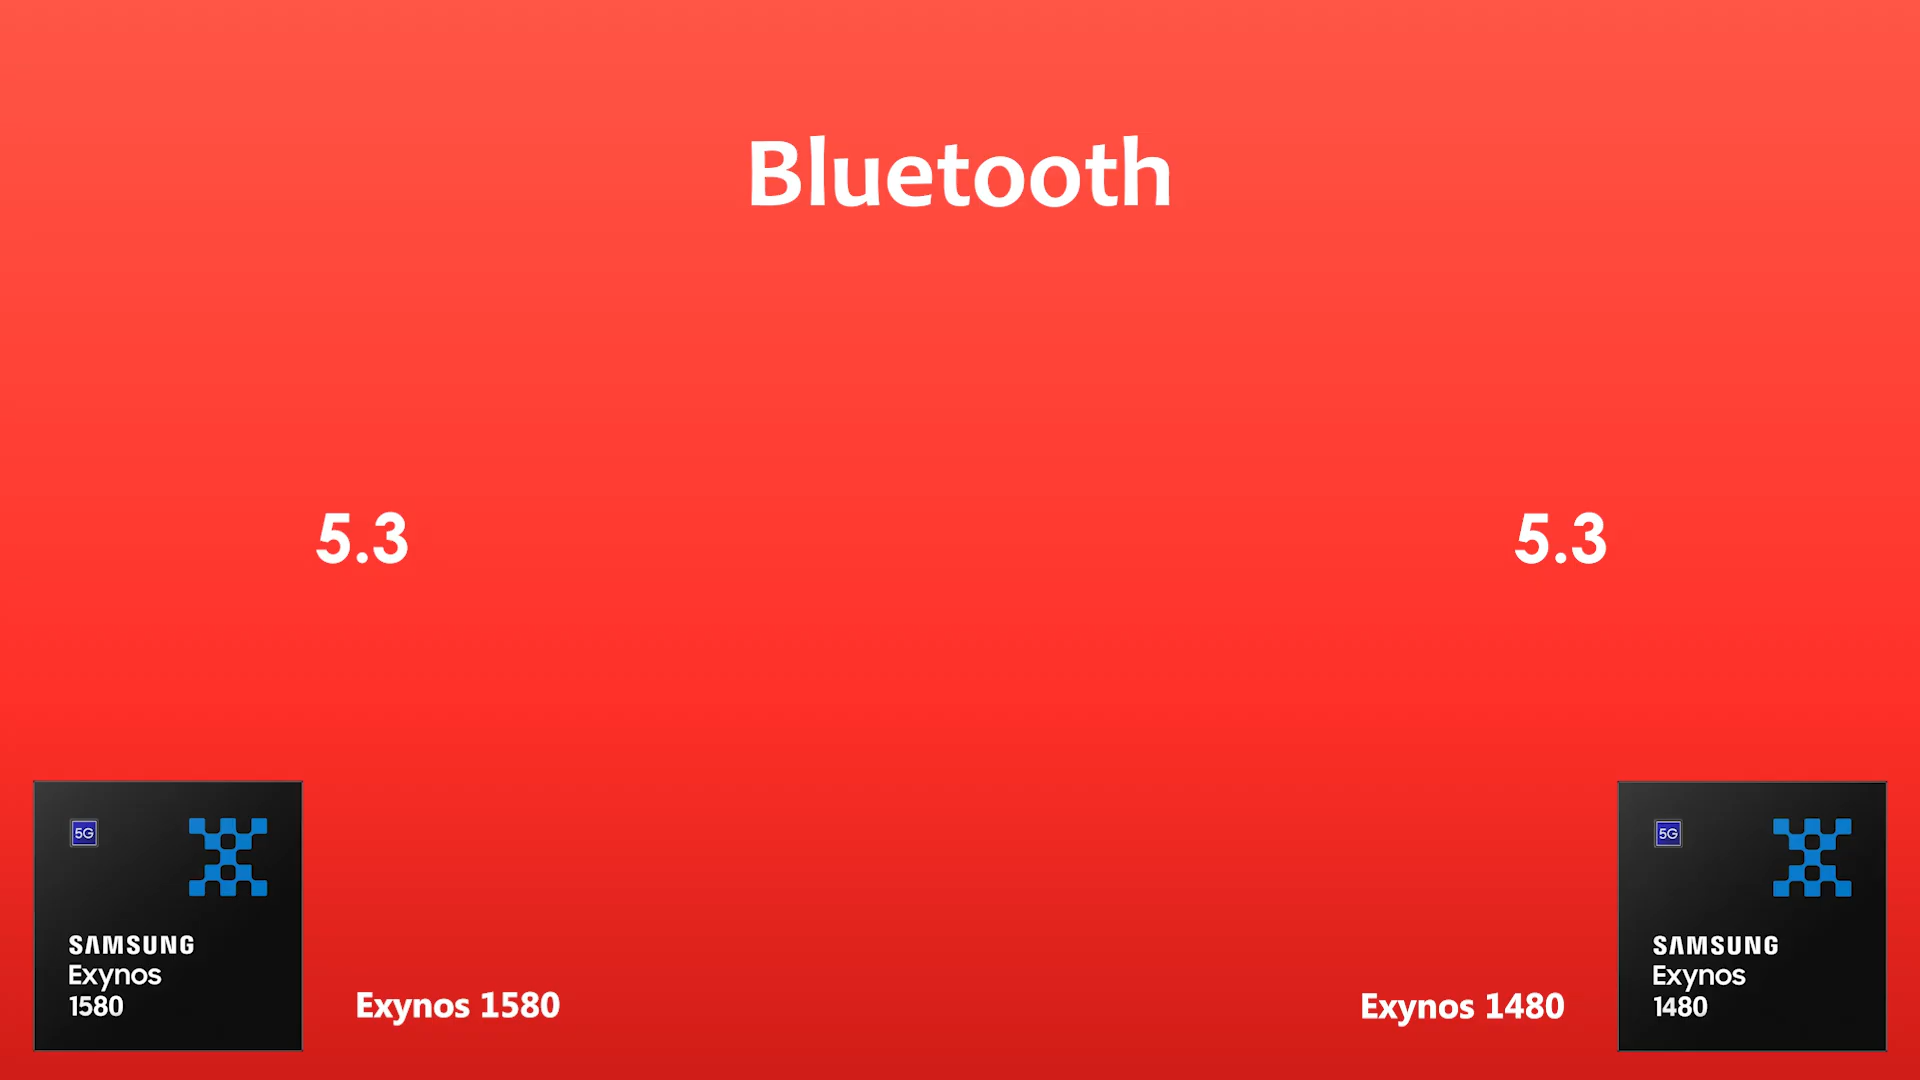 Bluetooth
5.3
5.3
5G
SAMSUNG
Exynos
1580
Exynos 1580
Exynos 1480
5G
SAMSUNG
Exynos
1480